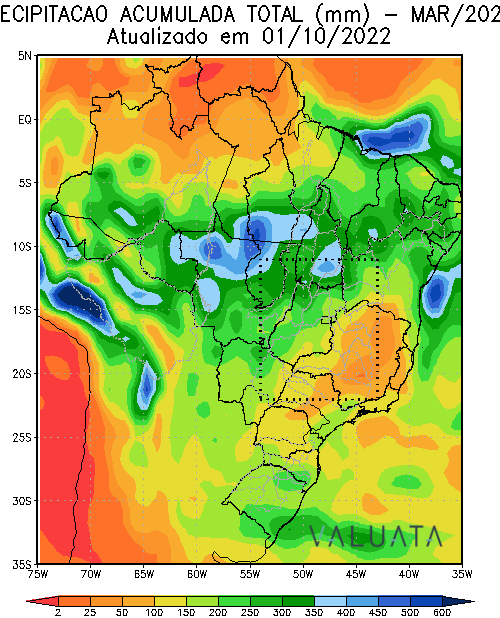 ECIPITACAO ACUMULADA TOTAL (mm) – MAR/202
Atualizado em 01/10/2022
5N
EQ
5S
10S
15S
20S
25S
30S
35S
VALUATA
75W 70W 65W 60W 55W 50W 45W 40W 35W
2 25 50 100 150 200 250 300 350 400 450 500 600